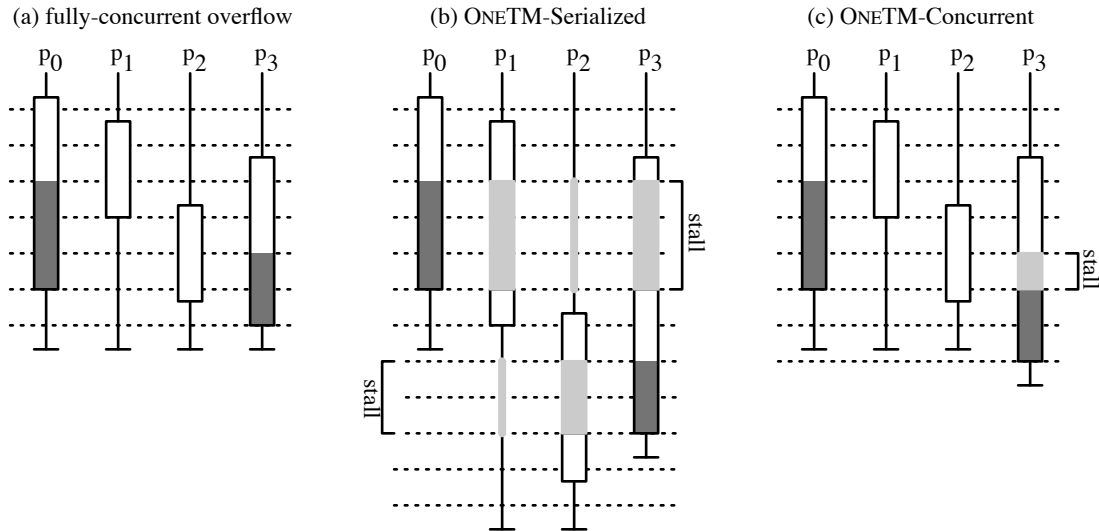 (a) fully-concurrent overflow
p0 p1 p2 p3
(b) ONETM-Serialized
p0 p1 p2 p3
stall
stall
(c) ONETM-Concurrent
p0 p1 p2 p3
stall